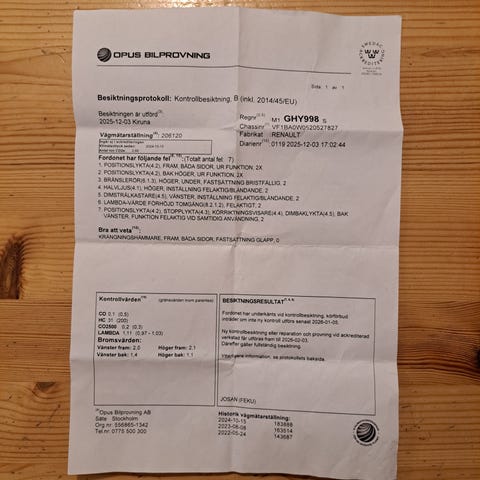 OPUS BILPROVNING
SWEDAC
ACKREDITERING
Sida 1 av 1
Besiktningsprotokoll: Kontrollbesiktning, B (inkl. 2014/45/EU)
Besiktningen är utförd
2025-12-03 Kiruna
Regnr M1 GHY998 S
Chassinr VF1BA0V0520527827
Fabrikat RENAULT
Diarienr 0119 2025-12-03 17:02:44
Vägmätarställning: 206120
Fordonet har följande fel :(Totalt antal fel: 7)
1. POSITIONSLYKTA(4.2), FRAM, BÅDA SIDOR, UR FUNKTION, 2X
2. POSITIONSLYKTA(4.2), BAK HÖGER, UR FUNKTION, 2X
3. BRÄNSLERÖR(6.1.3), HÖGER, UNDER, FASTSÄTTNING BRISTFÄLLIG, 2
4. HALVLJUS(4.1), HÖGER, INSTÄLLNING FELAKTIG/BLÄNDANDE, 2
5. DIMSTRÅLKASTARE(4.5), VÄNSTER, INSTÄLLNING FELAKTIG/BLÄNDANDE, 2
6. LAMBDA-VÄRDE FÖRHÖJD TOMGÅNG(8.2.1.2), FELAKTIGT, 2
7. POSITIONSLYKTA(4.2), STOPPLYKTA(4.3), KÖRRIKTNINGSVISARE(4.4), DIMBAKLYKTA(4.5), BAK
VÄNSTER, FUNKTION FELAKTIG VID SAMTIDIG ANVÄNDNING, 2
Bra att veta :
KRÄNGNINGSHÄMMARE, FRAM, BÅDA SIDOR, FASTSÄTTNING GLAPP, 0
Kontrollvärden (gränsvärden inom parentes)
CO 0,1 (0,5)
HC 31 (200)
CO2500 0,2 (0,3)
LAMBDA 1,11 (0,97 - 1,03)
Bromsvärden:
Vänster fram: 2.0 Höger fram: 2.1
Vänster bak: 1.4 Höger bak: 1.1
BESIKTNINGSRESULTAT
Fordonet har underkänts vid kontrollbesiktning, körförbud
inträder om inte ny kontroll utförs senast 2026-01-05.
Ny kontrollbesiktning eller reparation och provning vid ackrediterad
verkstad får utföras fram till 2026-02-03.
Därefter gäller fullständig besiktning.
Ytterligare information, se protokollets baksida.
JOSAN (FEKU)
Opus Bilprovning AB
Säte Stockholm
Org.nr: 556865-1342
Tel.nr: 0775 500 300
Historik vägmätarställning:
2024-10-15 183888
2023-08-08 163514
2022-05-24 143687